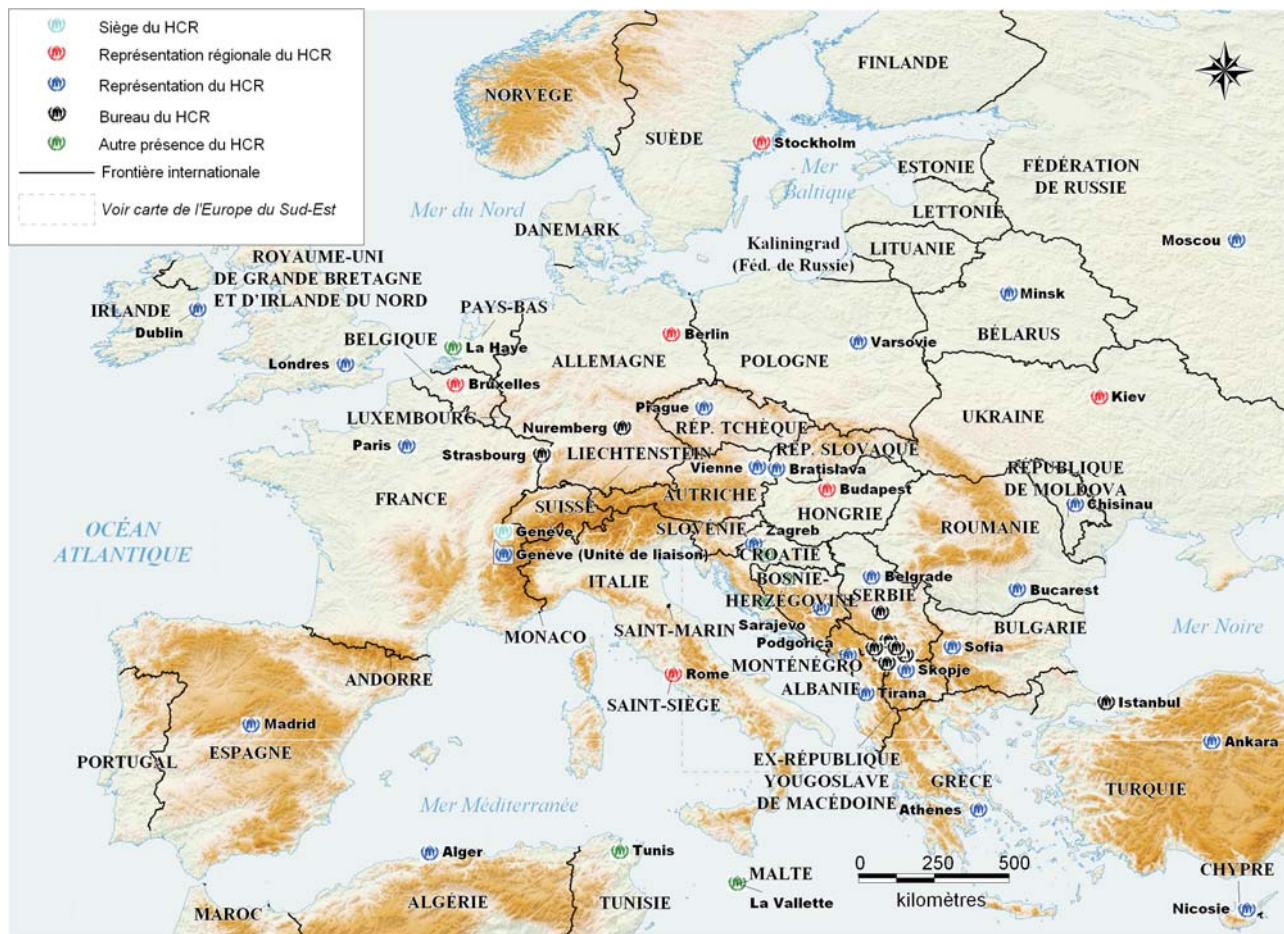 Siège du HCR
Représentation régionale du HCR
Représentation du HCR
Bureau du HCR
Autre présence du HCR
Frontière internationale
Voir carte de l'Europe du Sud-Est
FINLANDE
NORVÈGE
SUÈDE
Stockholm
Mer
Baltique
ESTONIE
FÉDÉRATION
DE RUSSIE
LETTONIE
Mer du Nord
DANEMARK
LITUANIE
Kaliningrad
(Féd. de Russie)
Moscou
ROYAUME-UNI
DE GRANDE BRETAGNE
ET D'IRLANDE DU NORD
IRLANDE
Dublin
PAYS-BAS
Minsk
BÉLARUS
BELGIQUE
La Haye
Berlin
Londres
ALLEMAGNE
POLOGNE
Varsovie
Bruxelles
Kiev
LUXEMBOURG
Prague
UKRAINE
Nuremberg
RÉP. TCHÈQUE
Paris
Strasbourg
LIECHTENSTEIN
RÉP. SLOVAQUE
Vienne
Bratislava
RÉPUBLIQUE
DE MOLDOVA
FRANCE
SUISSE
AUTRICHE
Budapest
HONGRIE
Chisinau
OCÉAN
ATLANTIQUE
Genève
SLOVÉNIE
Zagreb
ROUMANIE
Genève (Unité de liaison)
CROATIE
ITALIE
BOSNIE-
HERZÉGOVINE
Belgrade
SERBIE
Bucarest
MONACO
SAINT-MARIN
Sarajevo
BULGARIE
Mer Noire
Podgorica
Sofia
ANDORRE
MONTÉNÉGRO
Skopje
Rome
ALBANIE
Tirana
SAINT-SIÈGE
Istanbul
Madrid
ESPAGNE
PORTUGAL
Ankara
EX-RÉPUBLIQUE
YOUGOSLAVE
DE MACÉDOINE
GRÈCE
TURQUIE
Mer Méditerranée
Athènes
Alger
Tunis
0 250 500
kilomètres
MALTE
La Vallette
CHYPRE
Nicosie
MAROC
ALGÉRIE
TUNISIE